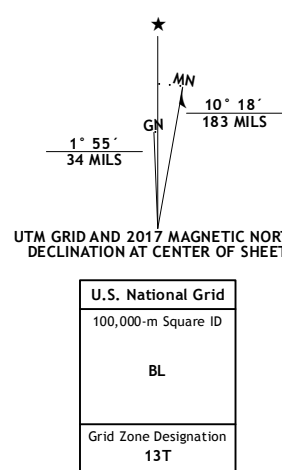 ★
MN
GN
1° 55´
34 MILS
10° 18´
183 MILS
UTM GRID AND 2017 MAGNETIC NORT
DECLINATION AT CENTER OF SHEET
U.S. National Grid
100,000-m Square ID
BL
Grid Zone Designation
13T